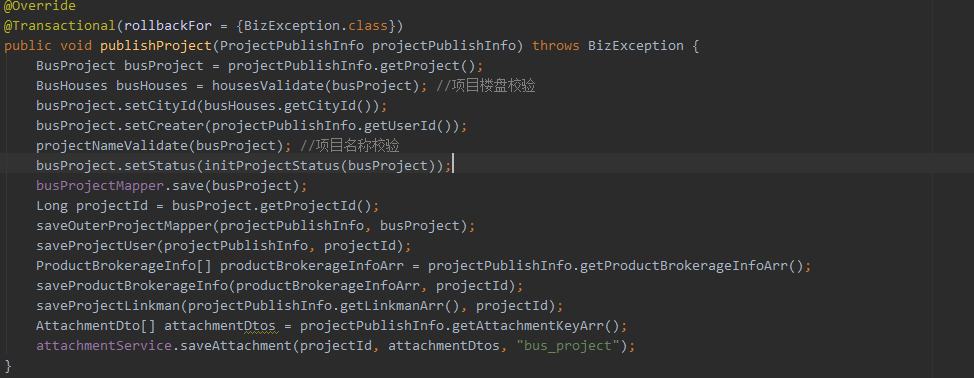 @Override
@Transactional(rollbackFor = {BizException.class})
public void publishProject(ProjectPublishInfo projectPublishInfo) throws BizException {
    BusProject busProject = projectPublishInfo.getProject();
    BusHouses busHouses = housesValidate(busProject); //项目楼盘校验
    busProject.setCityId(busHouses.getCityId());
    busProject.setCreater(projectPublishInfo.getUserId());
    projectNameValidate(busProject); //项目名称校验
    busProject.setStatus(initProjectStatus(busProject));
    busProjectMapper.save(busProject);
    Long projectId = busProject.getProjectId();
    saveOuterProjectMapper(projectPublishInfo, busProject);
    saveProjectUser(projectPublishInfo, projectId);
    ProductBrokerageInfo[] productBrokerageInfoArr = projectPublishInfo.getProductBrokerageInfoArr();
    saveProductBrokerageInfo(productBrokerageInfoArr, projectId);
    saveProjectLinkman(projectPublishInfo.getLinkmanArr(), projectId);
    AttachmentDto[] attachmentDtos = projectPublishInfo.getAttachmentKeyArr();
    attachmentService.saveAttachment(projectId, attachmentDtos, "bus_project");
}